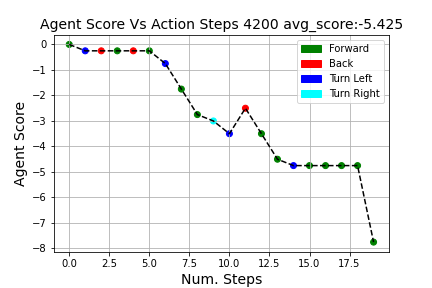 Agent Score Vs Action Steps 4200 avg_score:-5.425
0
−1
−2
−3
−4
−5
−6
−7
−8
Agent Score
Forward
Back
Turn Left
Turn Right
0.0 2.5 5.0 7.5 10.0 12.5 15.0 17.5
Num. Steps